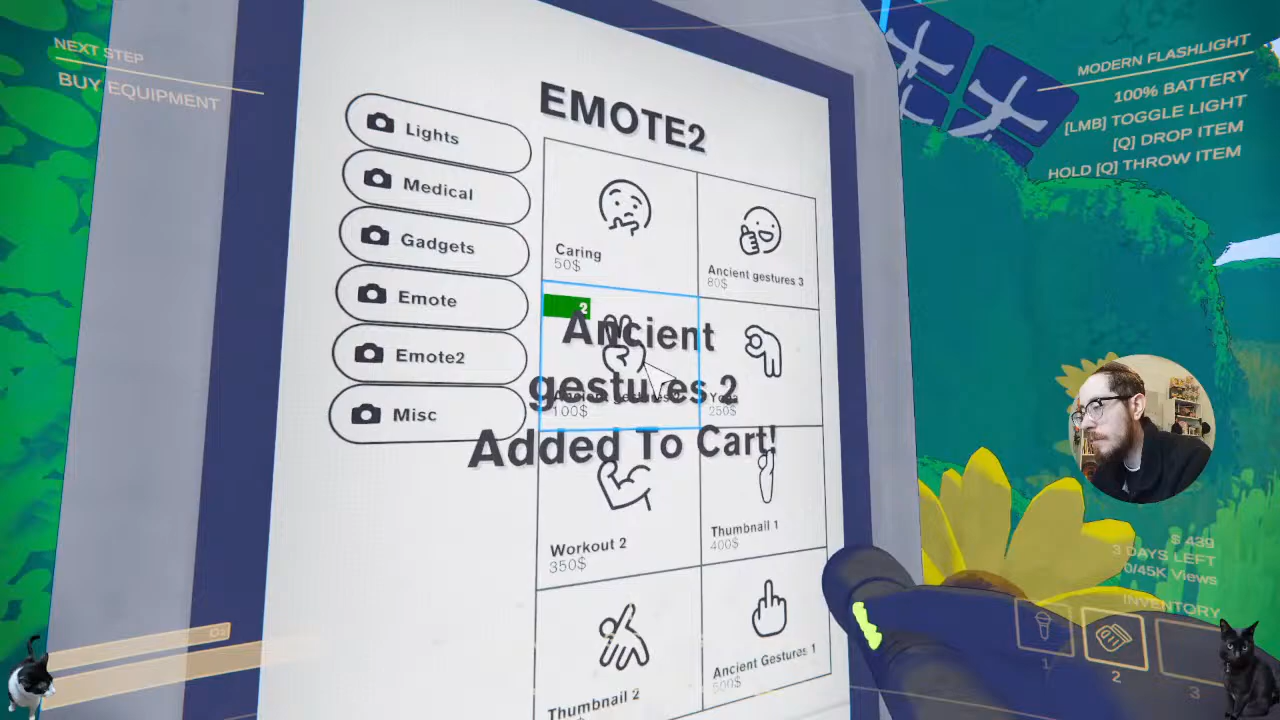 NEXT STEP
BUY EQUIPMENT
MODERN FLASHLIGHT
100% BATTERY
[LMB] TOGGLE LIGHT
[Q] DROP ITEM
HOLD [Q] THROW ITEM
EMOTE2
Lights
Medical
Gadgets
Emote
Emote2
Misc
Caring
50$
Ancient gestures 3
80$
2
100$
250$
Ancient
gestures 2
Added To Cart!
Workout 2
350$
Thumbnail 1
400$
Thumbnail 2
Ancient Gestures 1
500$
$ 439
3 DAYS LEFT
0/45K Views
INVENTORY
1
2
3